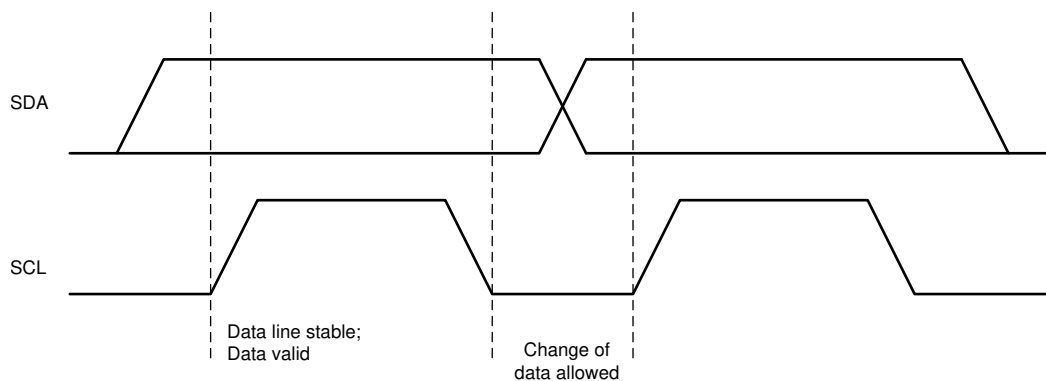 SDA
SCL
Data line stable;
Data valid
Change of
data allowed